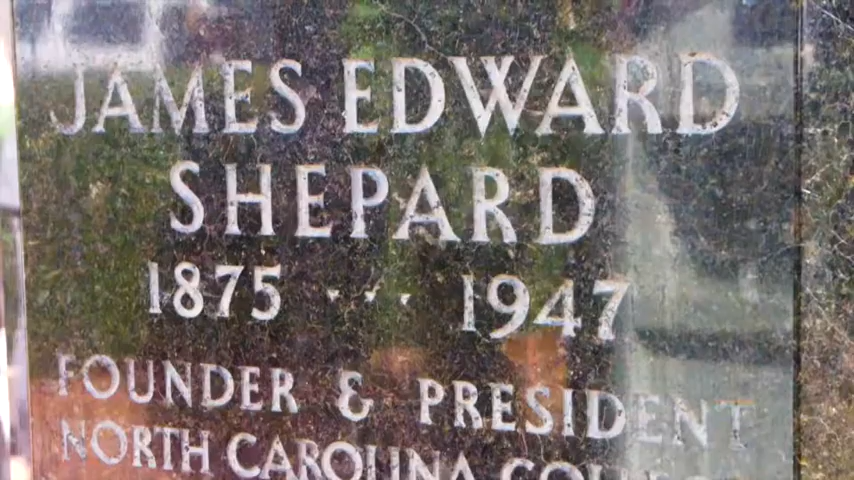 JAMES EDWARD
SHEPARD
1875 ··· 1947
FOUNDER & PRESIDENT
NORTH CAROLINA